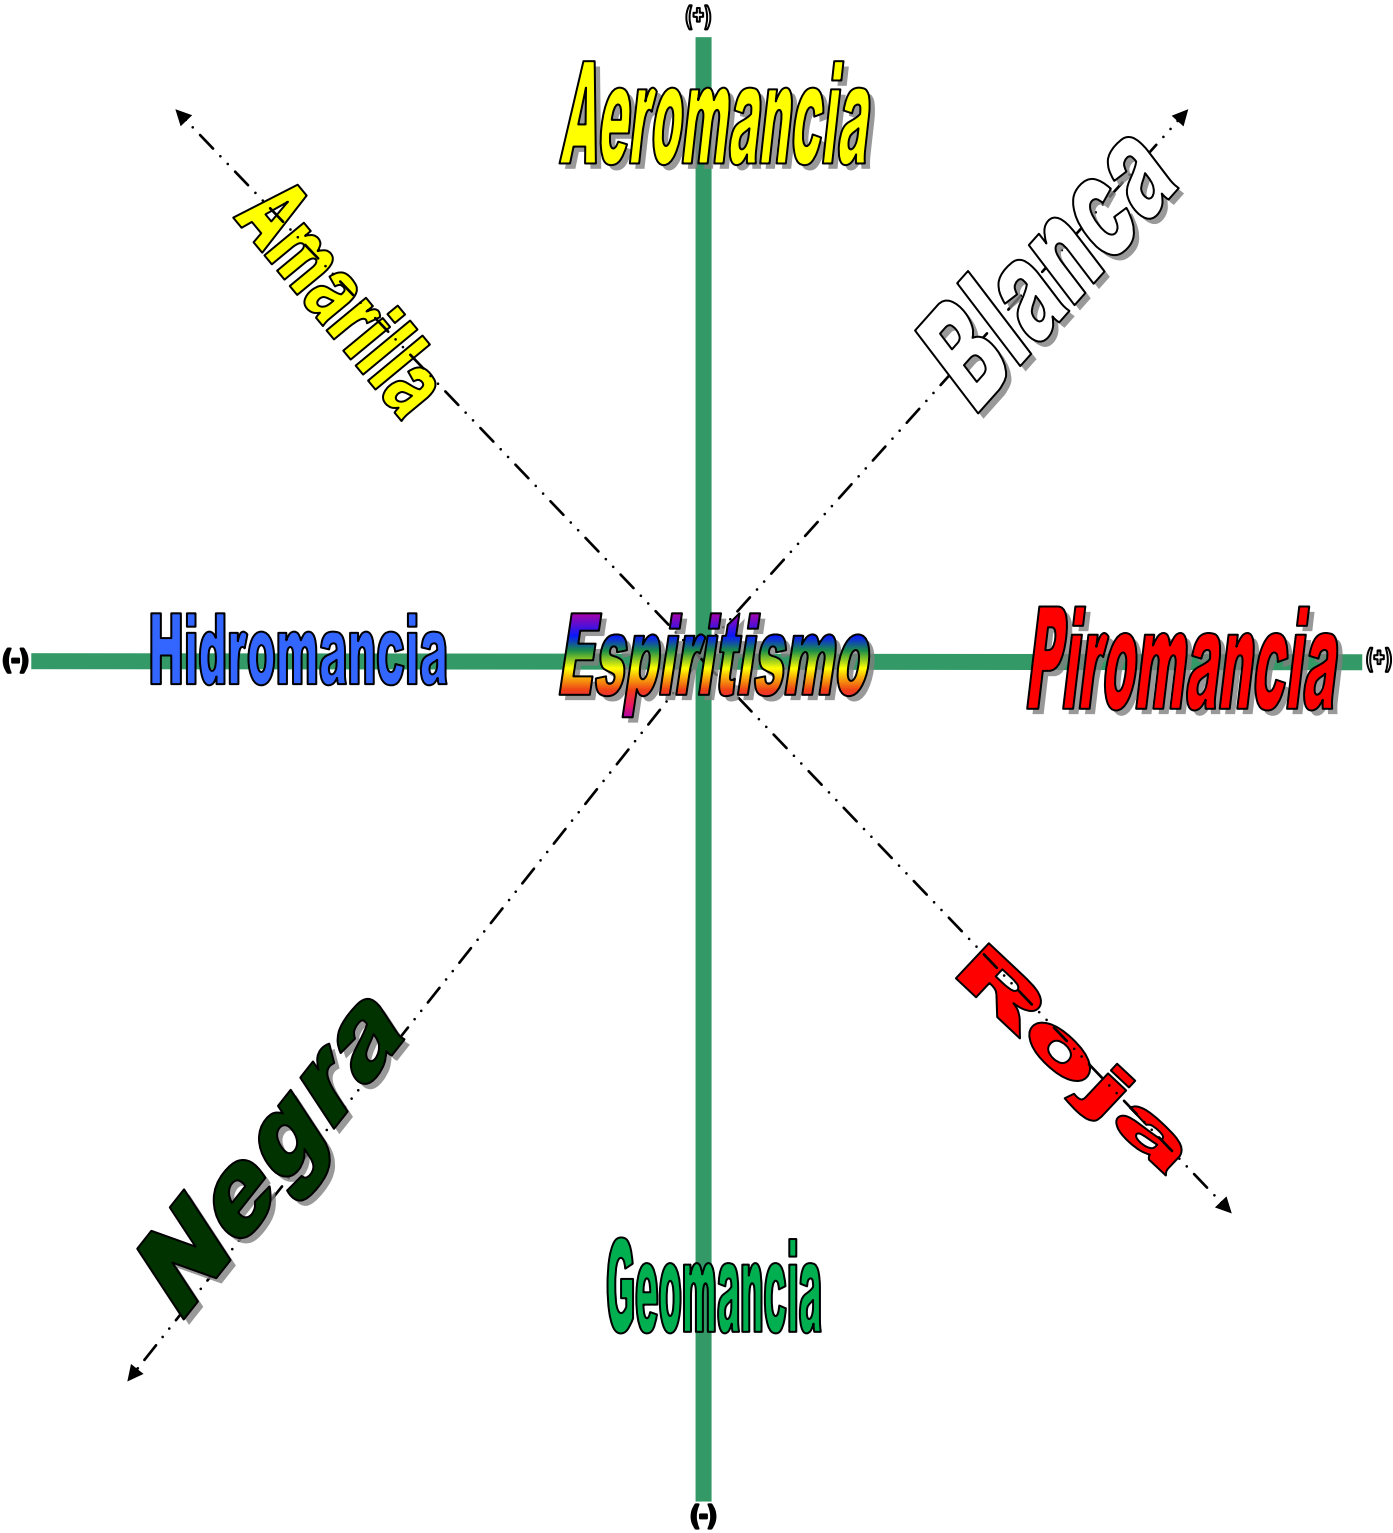 (+)
Aeromancia
Amarilla
Blanca
(-)
Hidromancia
Espiritismo
Piromancia
(+)
Negra
Roja
Geomancia
(-)